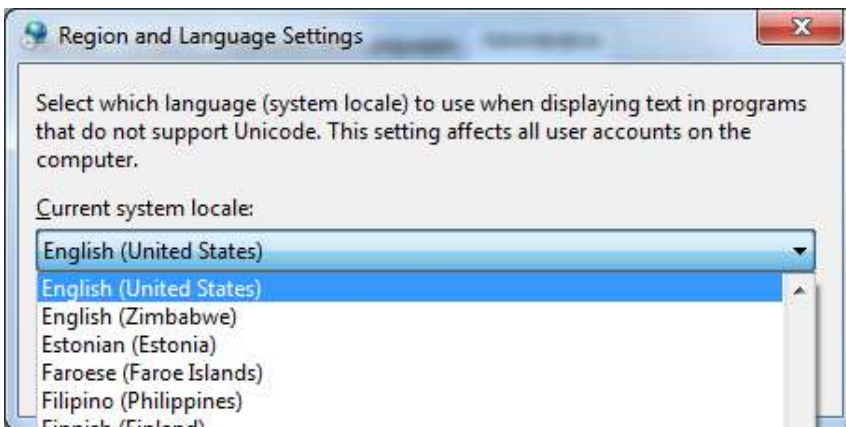 Region and Language Settings
Select which language (system locale) to use when displaying text in programs
that do not support Unicode. This setting affects all user accounts on the
computer.
Current system locale:
English (United States)
English (United States)
English (Zimbabwe)
Estonian (Estonia)
Faroese (Faroe Islands)
Filipino (Philippines)
Finnish (Finland)